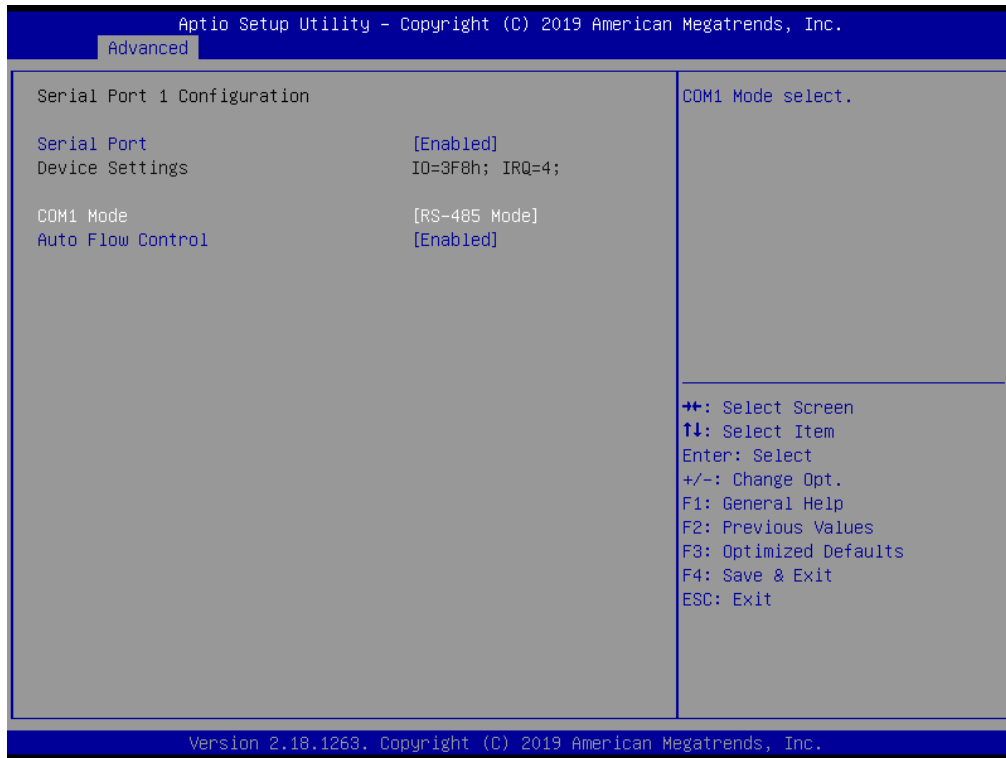 Aptio Setup Utility – Copyright (C) 2019 American Megatrends, Inc.
Advanced
Serial Port 1 Configuration
Serial Port [Enabled]
Device Settings IO=3F8h; IRQ=4;
COM1 Mode [RS-485 Mode]
Auto Flow Control [Enabled]
COM1 Mode select.
→←: Select Screen
↑↓: Select Item
Enter: Select
+/-: Change Opt.
F1: General Help
F2: Previous Values
F3: Optimized Defaults
F4: Save & Exit
ESC: Exit
Version 2.18.1263. Copyright (C) 2019 American Megatrends, Inc.